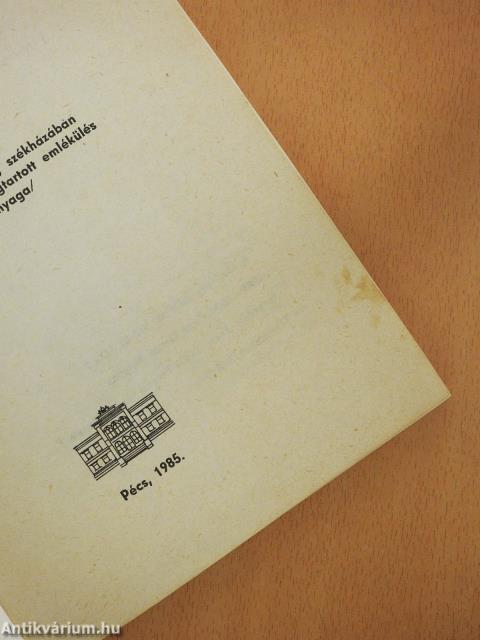 székházában
megtartott emlékülés
anyaga/
Pécs, 1985.
Antikvárium.hu